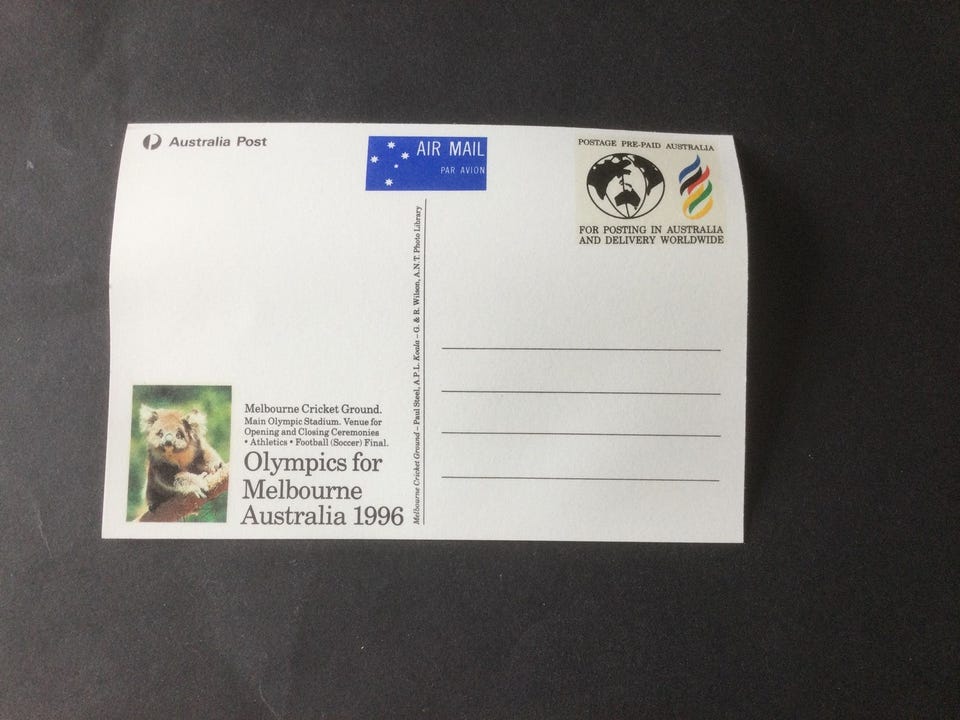 Australia Post
AIR MAIL
PAR AVION
POSTAGE PRE-PAID AUSTRALIA
FOR POSTING IN AUSTRALIA
AND DELIVERY WORLDWIDE
Melbourne Cricket Ground.
Main Olympic Stadium. Venue for
Opening and Closing Ceremonies
• Athletics • Football (Soccer) Final.
Olympics for
Melbourne
Australia 1996
Melbourne Cricket Ground – Paul Steel, A.P.L. Koala – G. & R. Wilson, A.N.T. Photo Library